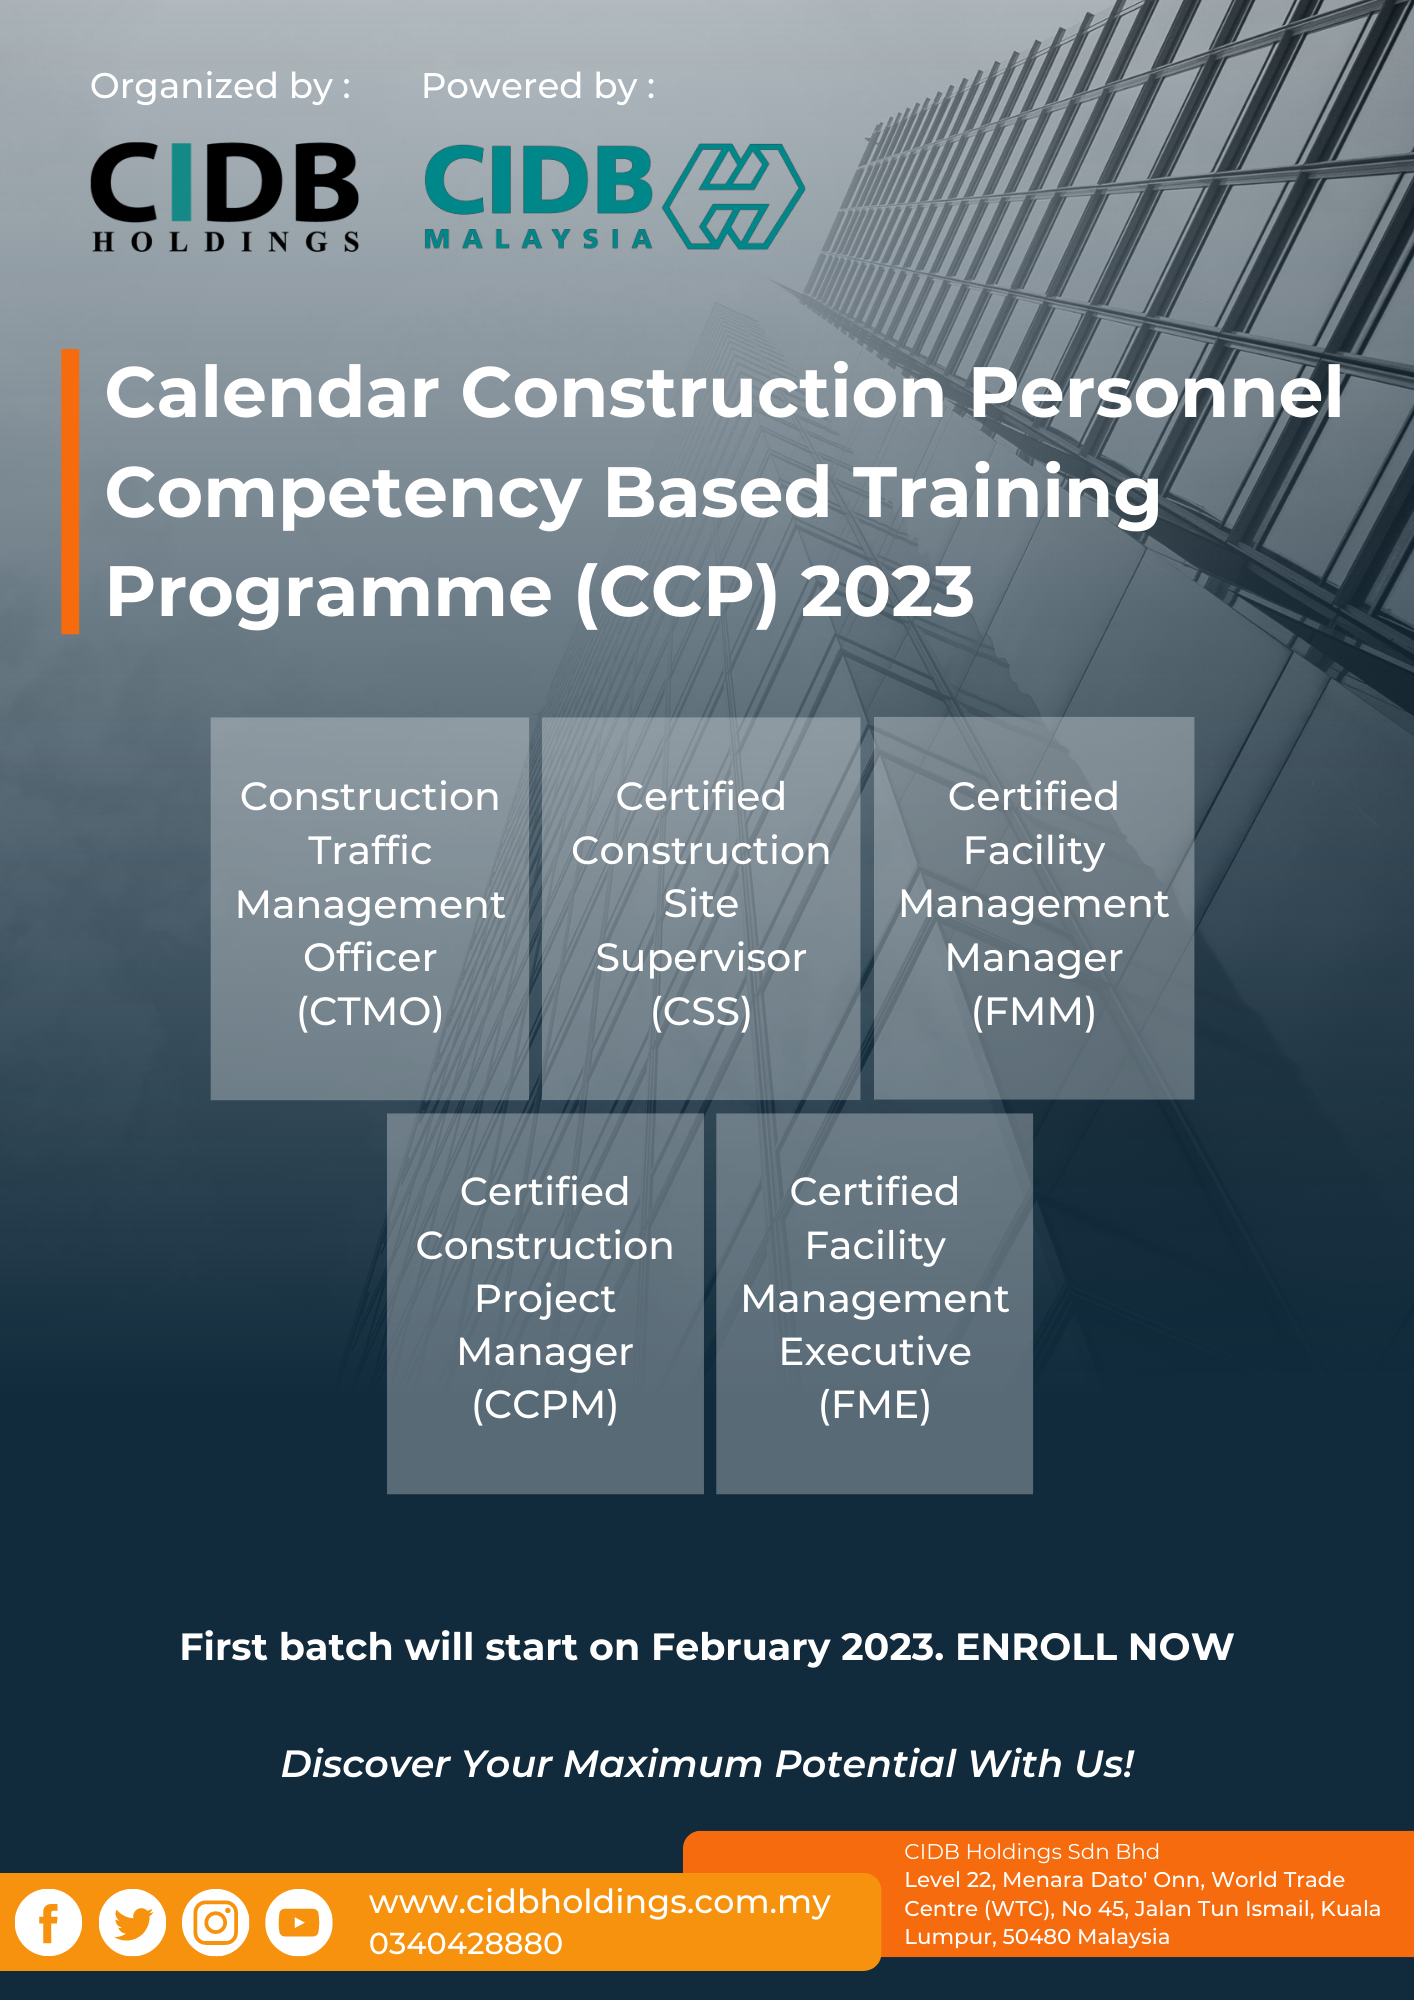 Organized by :
Powered by :
CIDB
HOLDINGS
CIDB
MALAYSIA
Calendar Construction Personnel
Competency Based Training
Programme (CCP) 2023
Construction
Traffic
Management
Officer
(CTMO)
Certified
Construction
Site
Supervisor
(CSS)
Certified
Facility
Management
Manager
(FMM)
Certified
Construction
Project
Manager
(CCPM)
Certified
Facility
Management
Executive
(FME)
First batch will start on February 2023. ENROLL NOW
Discover Your Maximum Potential With Us!
www.cidbholdings.com.my
0340428880
CIDB Holdings Sdn Bhd
Level 22, Menara Dato' Onn, World Trade
Centre (WTC), No 45, Jalan Tun Ismail, Kuala
Lumpur, 50480 Malaysia